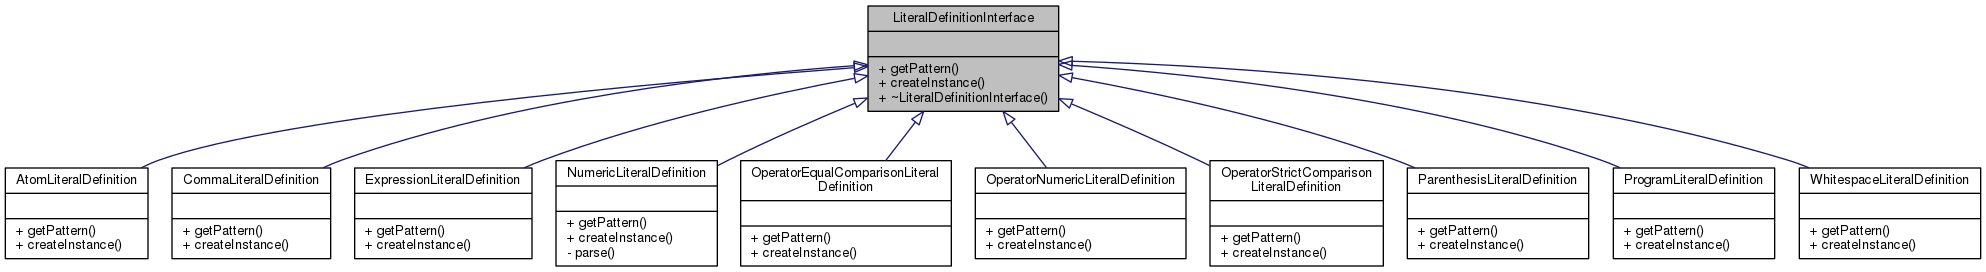 LiteralDefinitionInterface
+ getPattern()
+ createInstance()
+ ~LiteralDefinitionInterface()
AtomLiteralDefinition
+ getPattern()
+ createInstance()
CommaLiteralDefinition
+ getPattern()
+ createInstance()
ExpressionLiteralDefinition
+ getPattern()
+ createInstance()
NumericLiteralDefinition
+ getPattern()
+ createInstance()
- parse()
OperatorEqualComparisonLiteral
Definition
+ getPattern()
+ createInstance()
OperatorNumericLiteralDefinition
+ getPattern()
+ createInstance()
OperatorStrictComparison
LiteralDefinition
+ getPattern()
+ createInstance()
ParenthesisLiteralDefinition
+ getPattern()
+ createInstance()
ProgramLiteralDefinition
+ getPattern()
+ createInstance()
WhitespaceLiteralDefinition
+ getPattern()
+ createInstance()